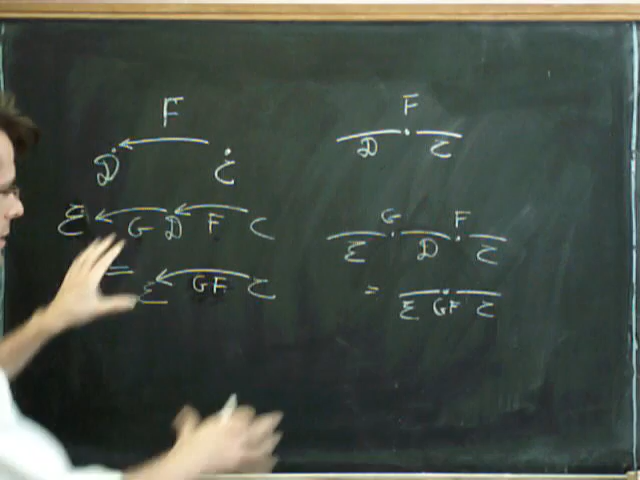 F
D ← C
E ← G D ← F C
= E ← GF C
F
D C
G F
E D C
= E GF C